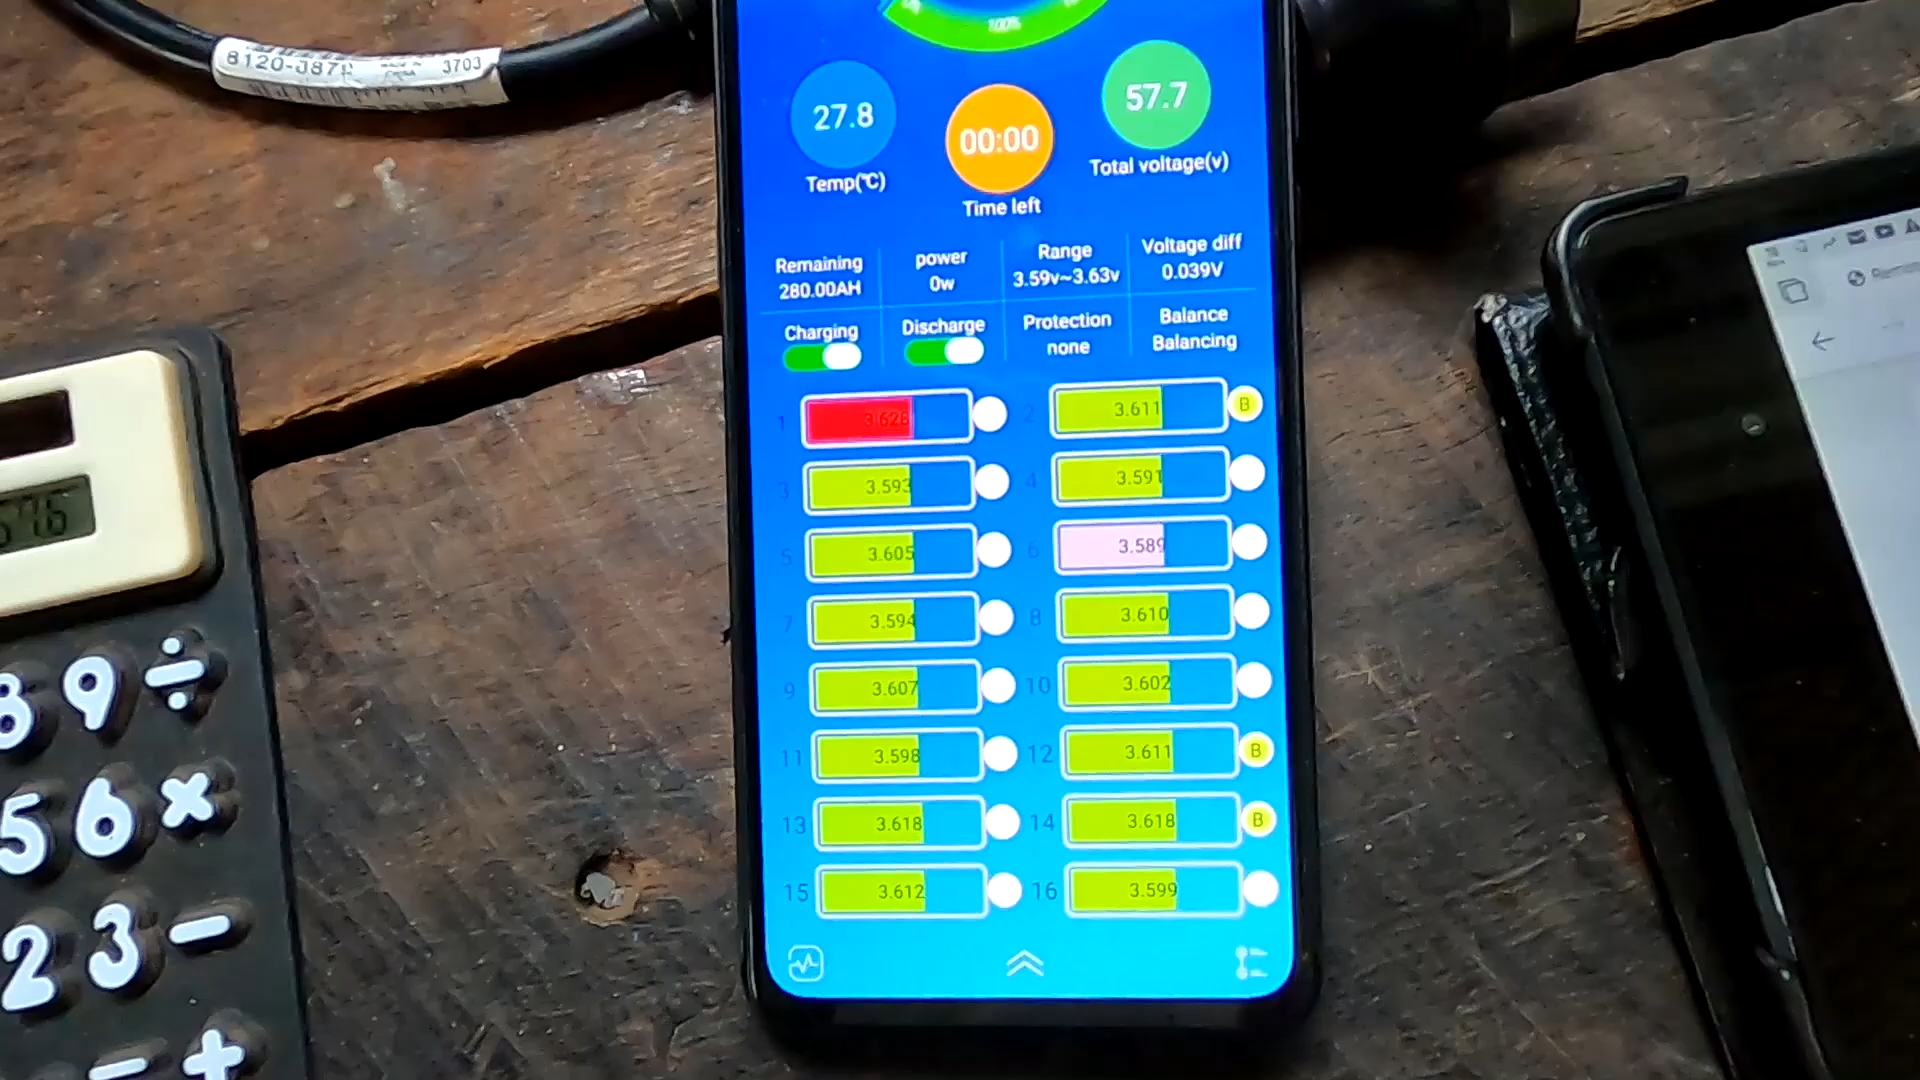 8120-387
3703
100%
27.8
Temp(℃)
00:00
Time left
57.7
Total voltage(v)
Remaining
280.00AH
power
0w
Range
3.59v~3.63v
Voltage diff
0.039V
Charging
Discharge
Protection
none
Balance
Balancing
1 3.628
2 3.611 B
3 3.593
4 3.591
5 3.605
6 3.589
7 3.594
8 3.610
9 3.607
10 3.602
11 3.598
12 3.611 B
13 3.618
14 3.618 B
15 3.612
16 3.599
9 ÷
5 6 ×
2 3 −
− +